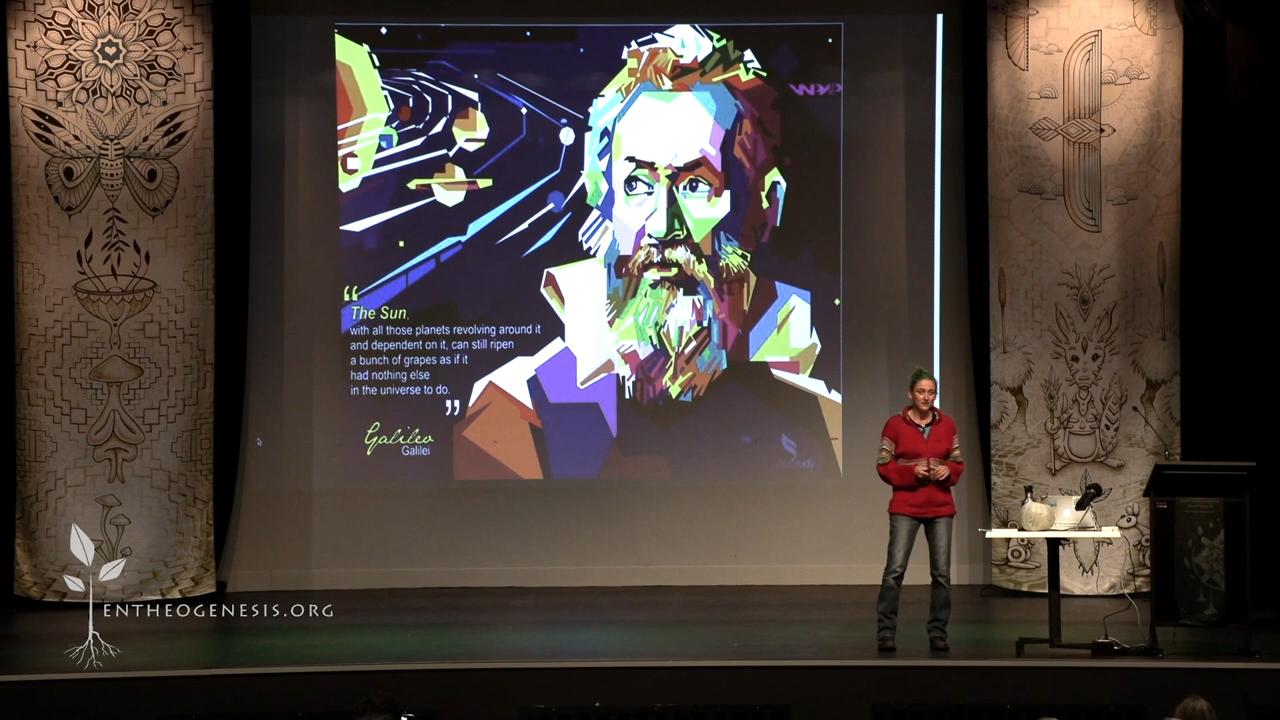 WPAP
“
The Sun,
with all those planets revolving around it
and dependent on it, can still ripen
a bunch of grapes as if it
had nothing else
in the universe to do.
”
Galileo
Galilei
ENTHEOGENESIS.ORG